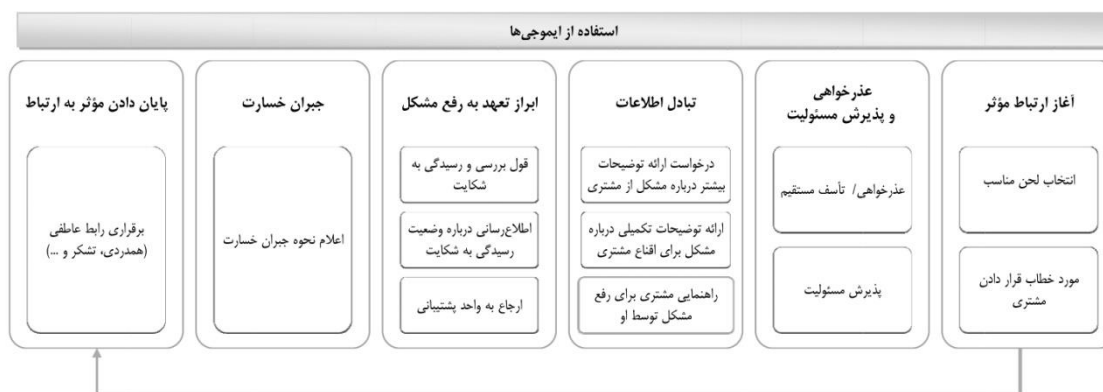 استفاده از ایموجی‌ها
آغاز ارتباط مؤثر
انتخاب لحن مناسب
مورد خطاب قرار دادن
مشتری
عذرخواهی
و پذیرش مسئولیت
عذرخواهی/ تأسف مستقیم
پذیرش مسئولیت
تبادل اطلاعات
درخواست ارائه توضیحات
بیشتر درباره مشکل از مشتری
ارائه توضیحات تکمیلی درباره
مشکل برای اقناع مشتری
راهنمایی مشتری برای رفع
مشکل توسط او
ابراز تعهد به رفع مشکل
قول بررسی و رسیدگی به
شکایت
اطلاع‌رسانی درباره وضعیت
رسیدگی به شکایت
ارجاع به واحد پشتیبانی
جبران خسارت
اعلام نحوه جبران خسارت
پایان دادن مؤثر به ارتباط
برقراری رابط عاطفی
(همدردی، تشکر و ...)